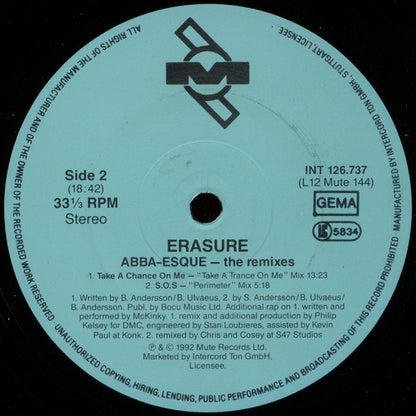 ALL RIGHTS OF THE MANUFACTURER AND OF THE OWNER OF THE RECORDED WORK RESERVED.
UNAUTHORIZED COPYING, HIRING, LENDING, PUBLIC PERFORMANCE AND BROADCASTING OF THIS RECORD PROHIBITED.
MANUFACTURED BY INTERCORD TON GMBH, STUTTGART, LICENSEE.
M
Side 2
(18:42)
33⅓ RPM
Stereo
INT 126.737
(L12 Mute 144)
GEMA
LC 5834
ERASURE
ABBA-ESQUE — the remixes
1. Take a Chance On Me – "Take A Trance On Me" Mix 13:23
2. S.O.S – "Perimeter" Mix 5:18
1. Written by B. Andersson/B. Ulvaeus, 2. by S. Andersson/B. Ulvaeus/
B. Andersson. Publ. by Bocu Music Ltd. Additional rap on 1. written and
performed by McKinky. 1. remix and additional production by Philip
Kelsey for DMC, engineered by Stan Loubieres, assisted by Kevin
Paul at Konk. 2. remixed by Chris and Cosey at S47 Studios
℗ & © 1992 Mute Records Ltd.
Marketed by Intercord Ton GmbH,
Licensee.